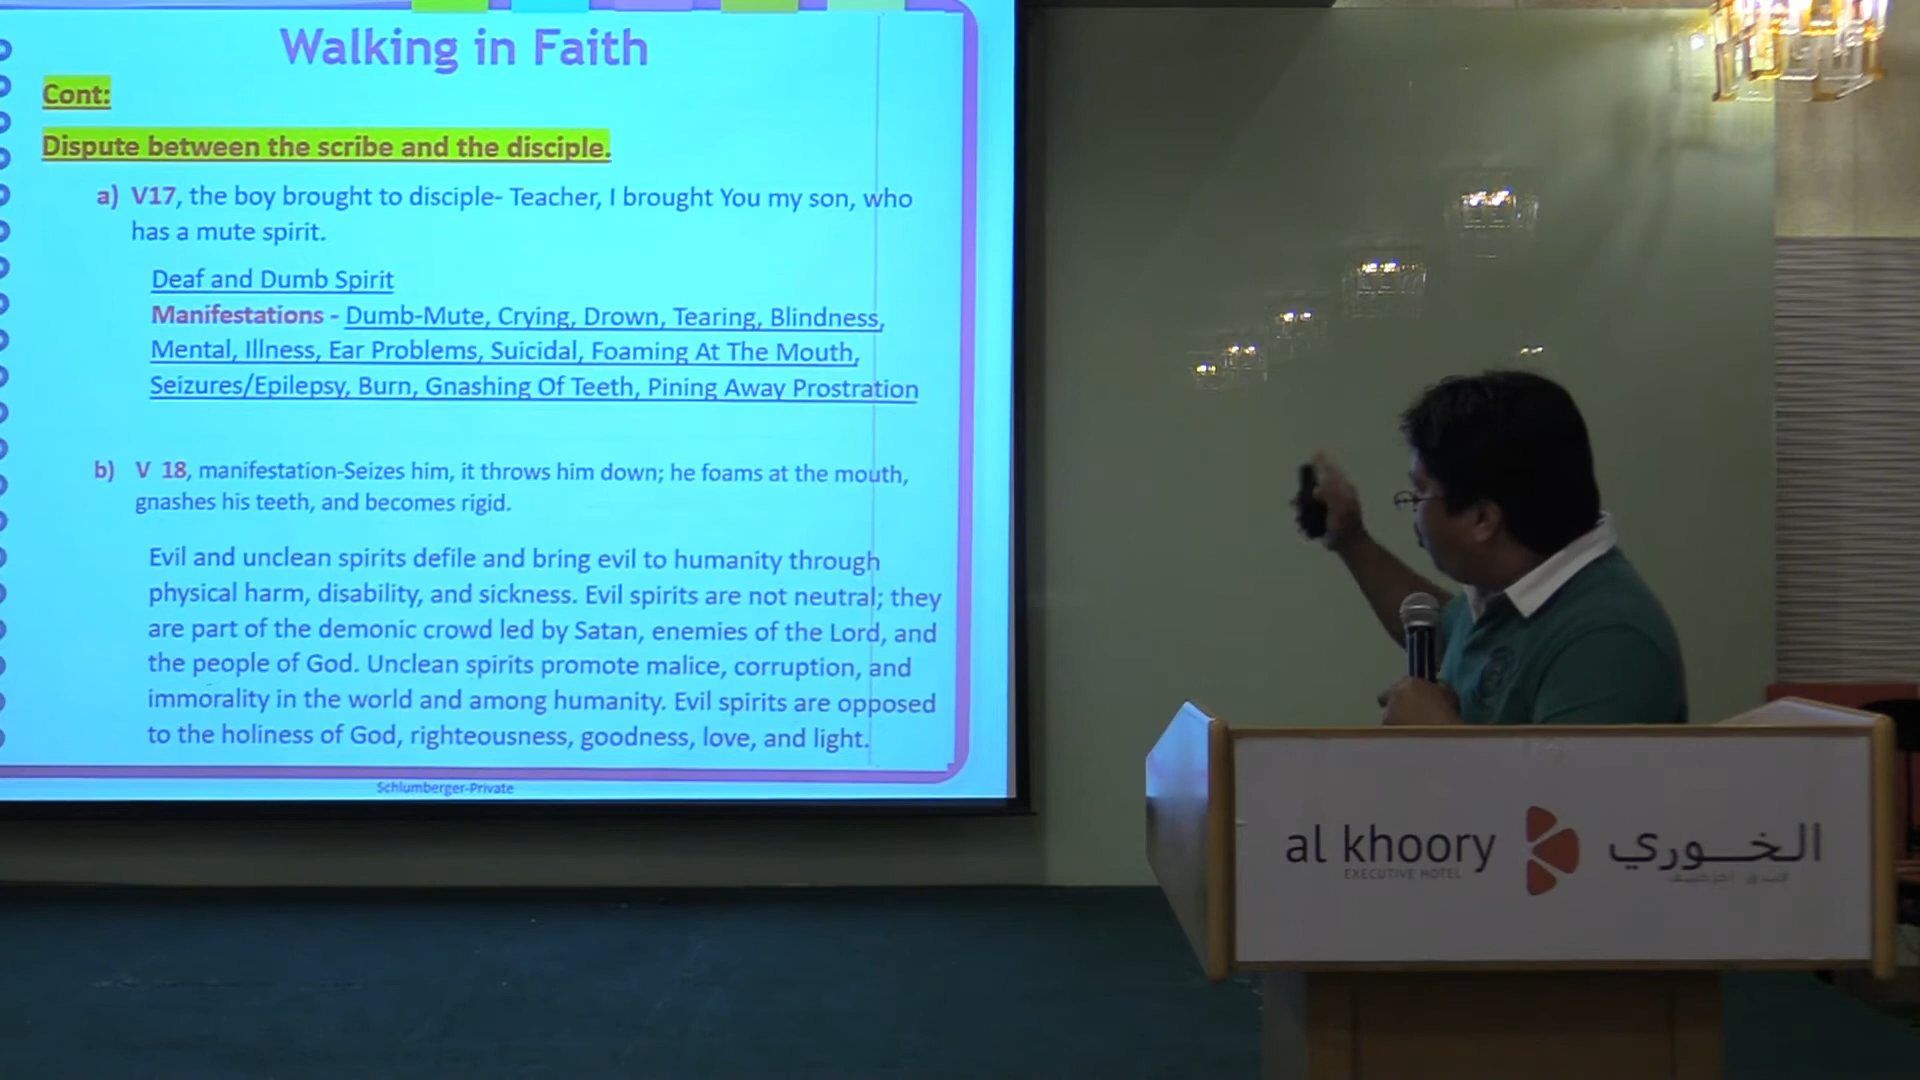 Walking in Faith
Cont:
Dispute between the scribe and the disciple.
a) V17, the boy brought to disciple- Teacher, I brought You my son, who
has a mute spirit.
Deaf and Dumb Spirit
Manifestations - Dumb-Mute, Crying, Drown, Tearing, Blindness,
Mental, Illness, Ear Problems, Suicidal, Foaming At The Mouth,
Seizures/Epilepsy, Burn, Gnashing Of Teeth, Pining Away Prostration
b) V 18, manifestation-Seizes him, it throws him down; he foams at the mouth,
gnashes his teeth, and becomes rigid.
Evil and unclean spirits defile and bring evil to humanity through
physical harm, disability, and sickness. Evil spirits are not neutral; they
are part of the demonic crowd led by Satan, enemies of the Lord, and
the people of God. Unclean spirits promote malice, corruption, and
immorality in the world and among humanity. Evil spirits are opposed
to the holiness of God, righteousness, goodness, love, and light.
Schlumberger-Private
al khoory الخوري
EXECUTIVE HOTEL